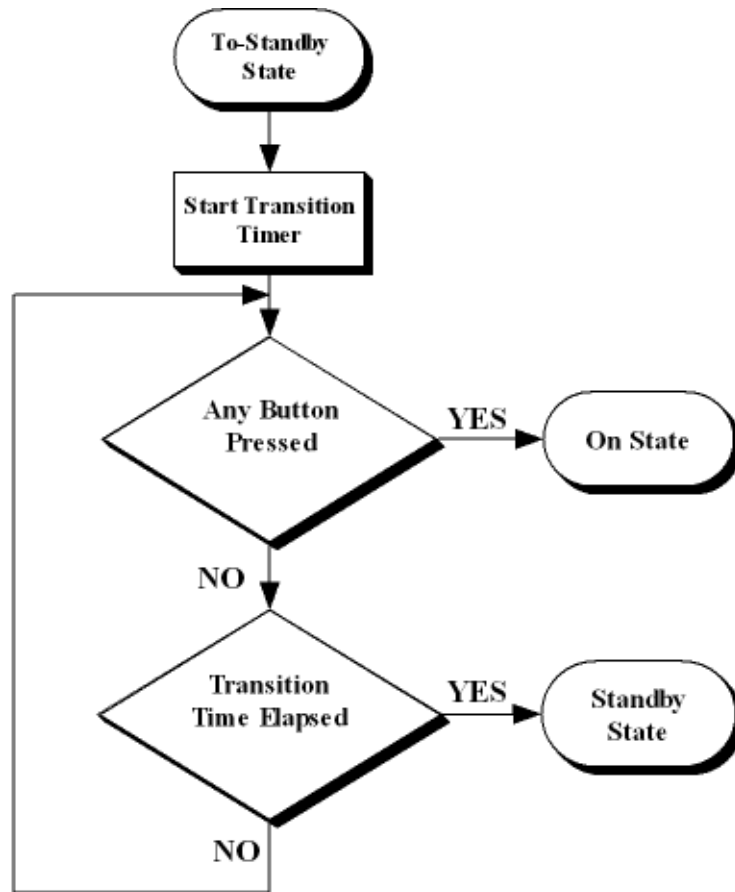 To-Standby
State
Start Transition
Timer
Any Button
Pressed
YES
On State
NO
Transition
Time Elapsed
YES
Standby
State
NO